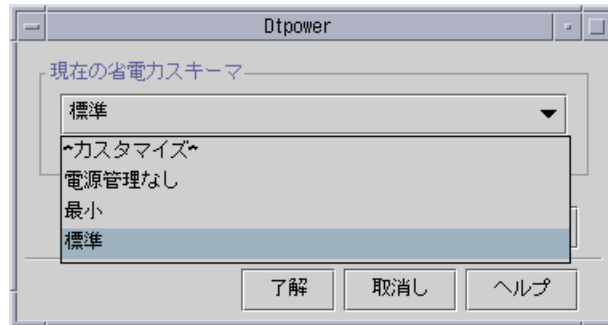 Dtpower
現在の省電力スキーマ
標準
~カスタマイズ~
電源管理なし
最小
標準
了解
取消し
ヘルプ